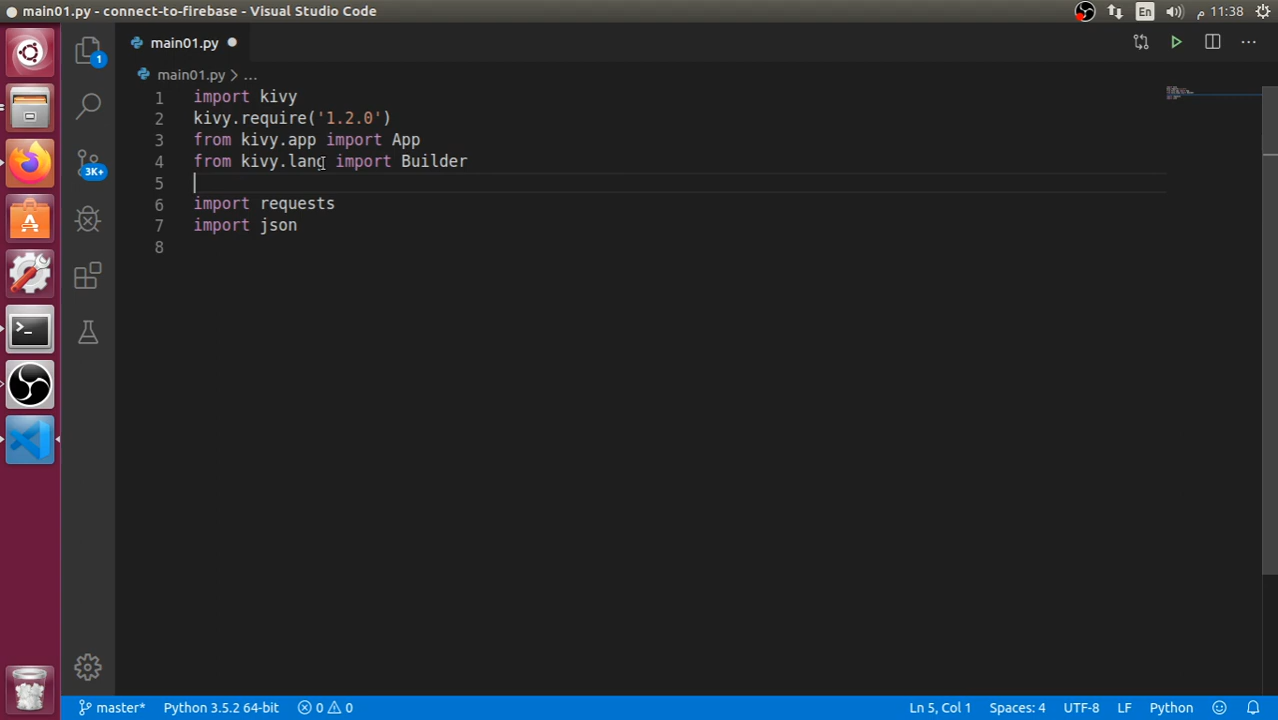 main01.py - connect-to-firebase - Visual Studio Code
En
11:38 م
1
main01.py
main01.py > ...
1 import kivy
2 kivy.require('1.2.0')
3 from kivy.app import App
4 from kivy.lang import Builder
5
6 import requests
7 import json
8
3K+
master*
Python 3.5.2 64-bit
0
0
Ln 5, Col 1
Spaces: 4
UTF-8
LF
Python